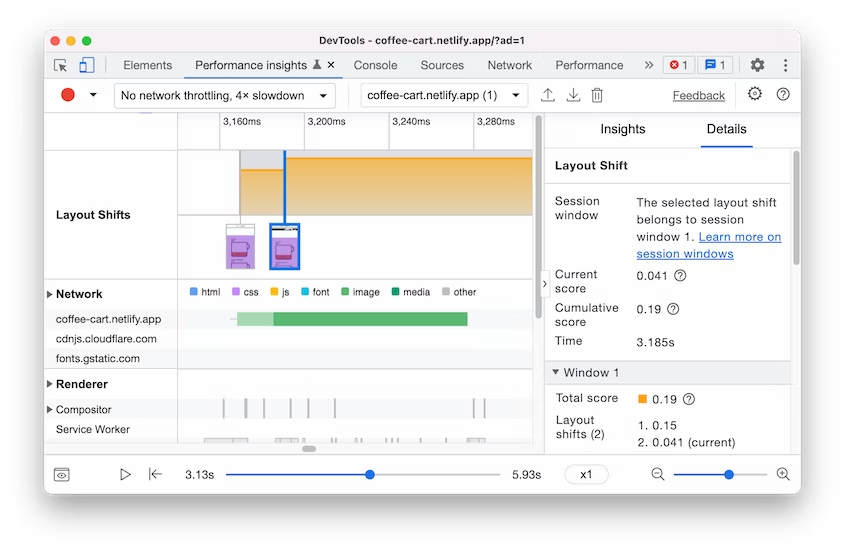 DevTools - coffee-cart.netlify.app/?ad=1
Elements Performance insights Console Sources Network Performance 1 1
No network throttling, 4× slowdown coffee-cart.netlify.app (1) Feedback
3,160ms 3,200ms 3,240ms 3,280ms
Insights Details
Layout Shift
Layout Shifts
Session window
The selected layout shift
belongs to session
window 1. Learn more on
session windows
Current score
0.041
Cumulative score
0.19
Time
3.185s
Network
html css js font image media other
coffee-cart.netlify.app
cdnjs.cloudflare.com
fonts.gstatic.com
Renderer
Compositor
Service Worker
Window 1
Total score
0.19
Layout shifts (2)
1. 0.15
2. 0.041 (current)
3.13s 5.93s x1